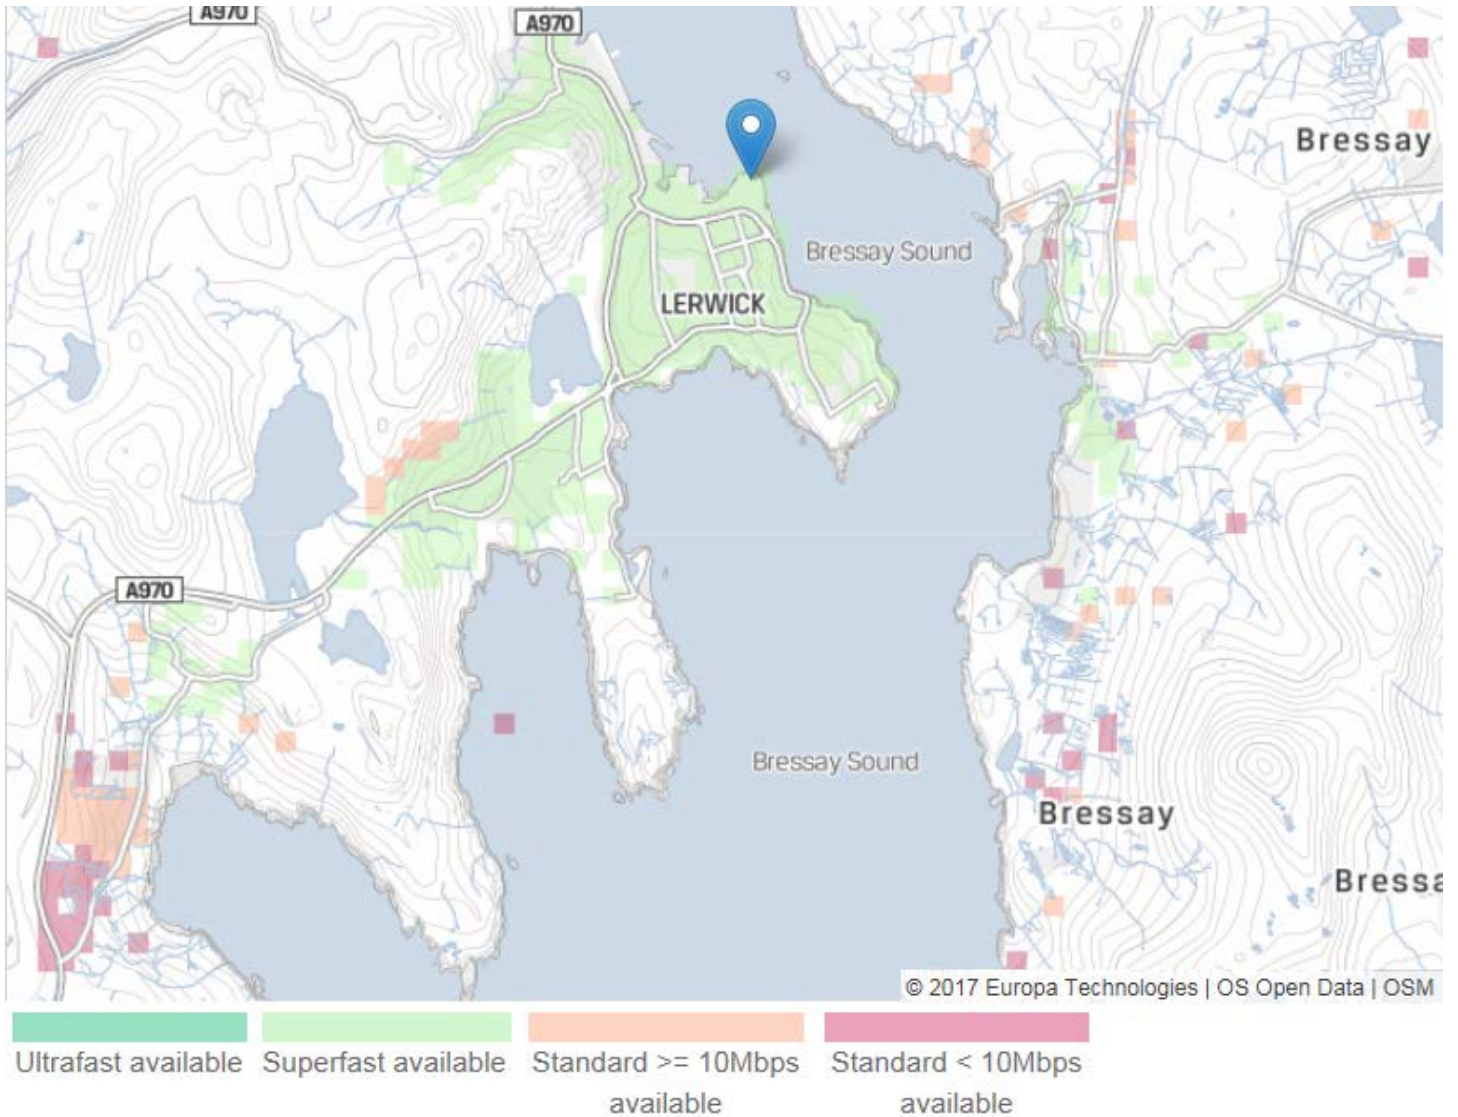 A970
A970
Bressay
Bressay Sound
LERWICK
A970
Bressay Sound
Bressay
Bressa
© 2017 Europa Technologies | OS Open Data | OSM
Ultrafast available
Superfast available
Standard >= 10Mbps
available
Standard < 10Mbps
available